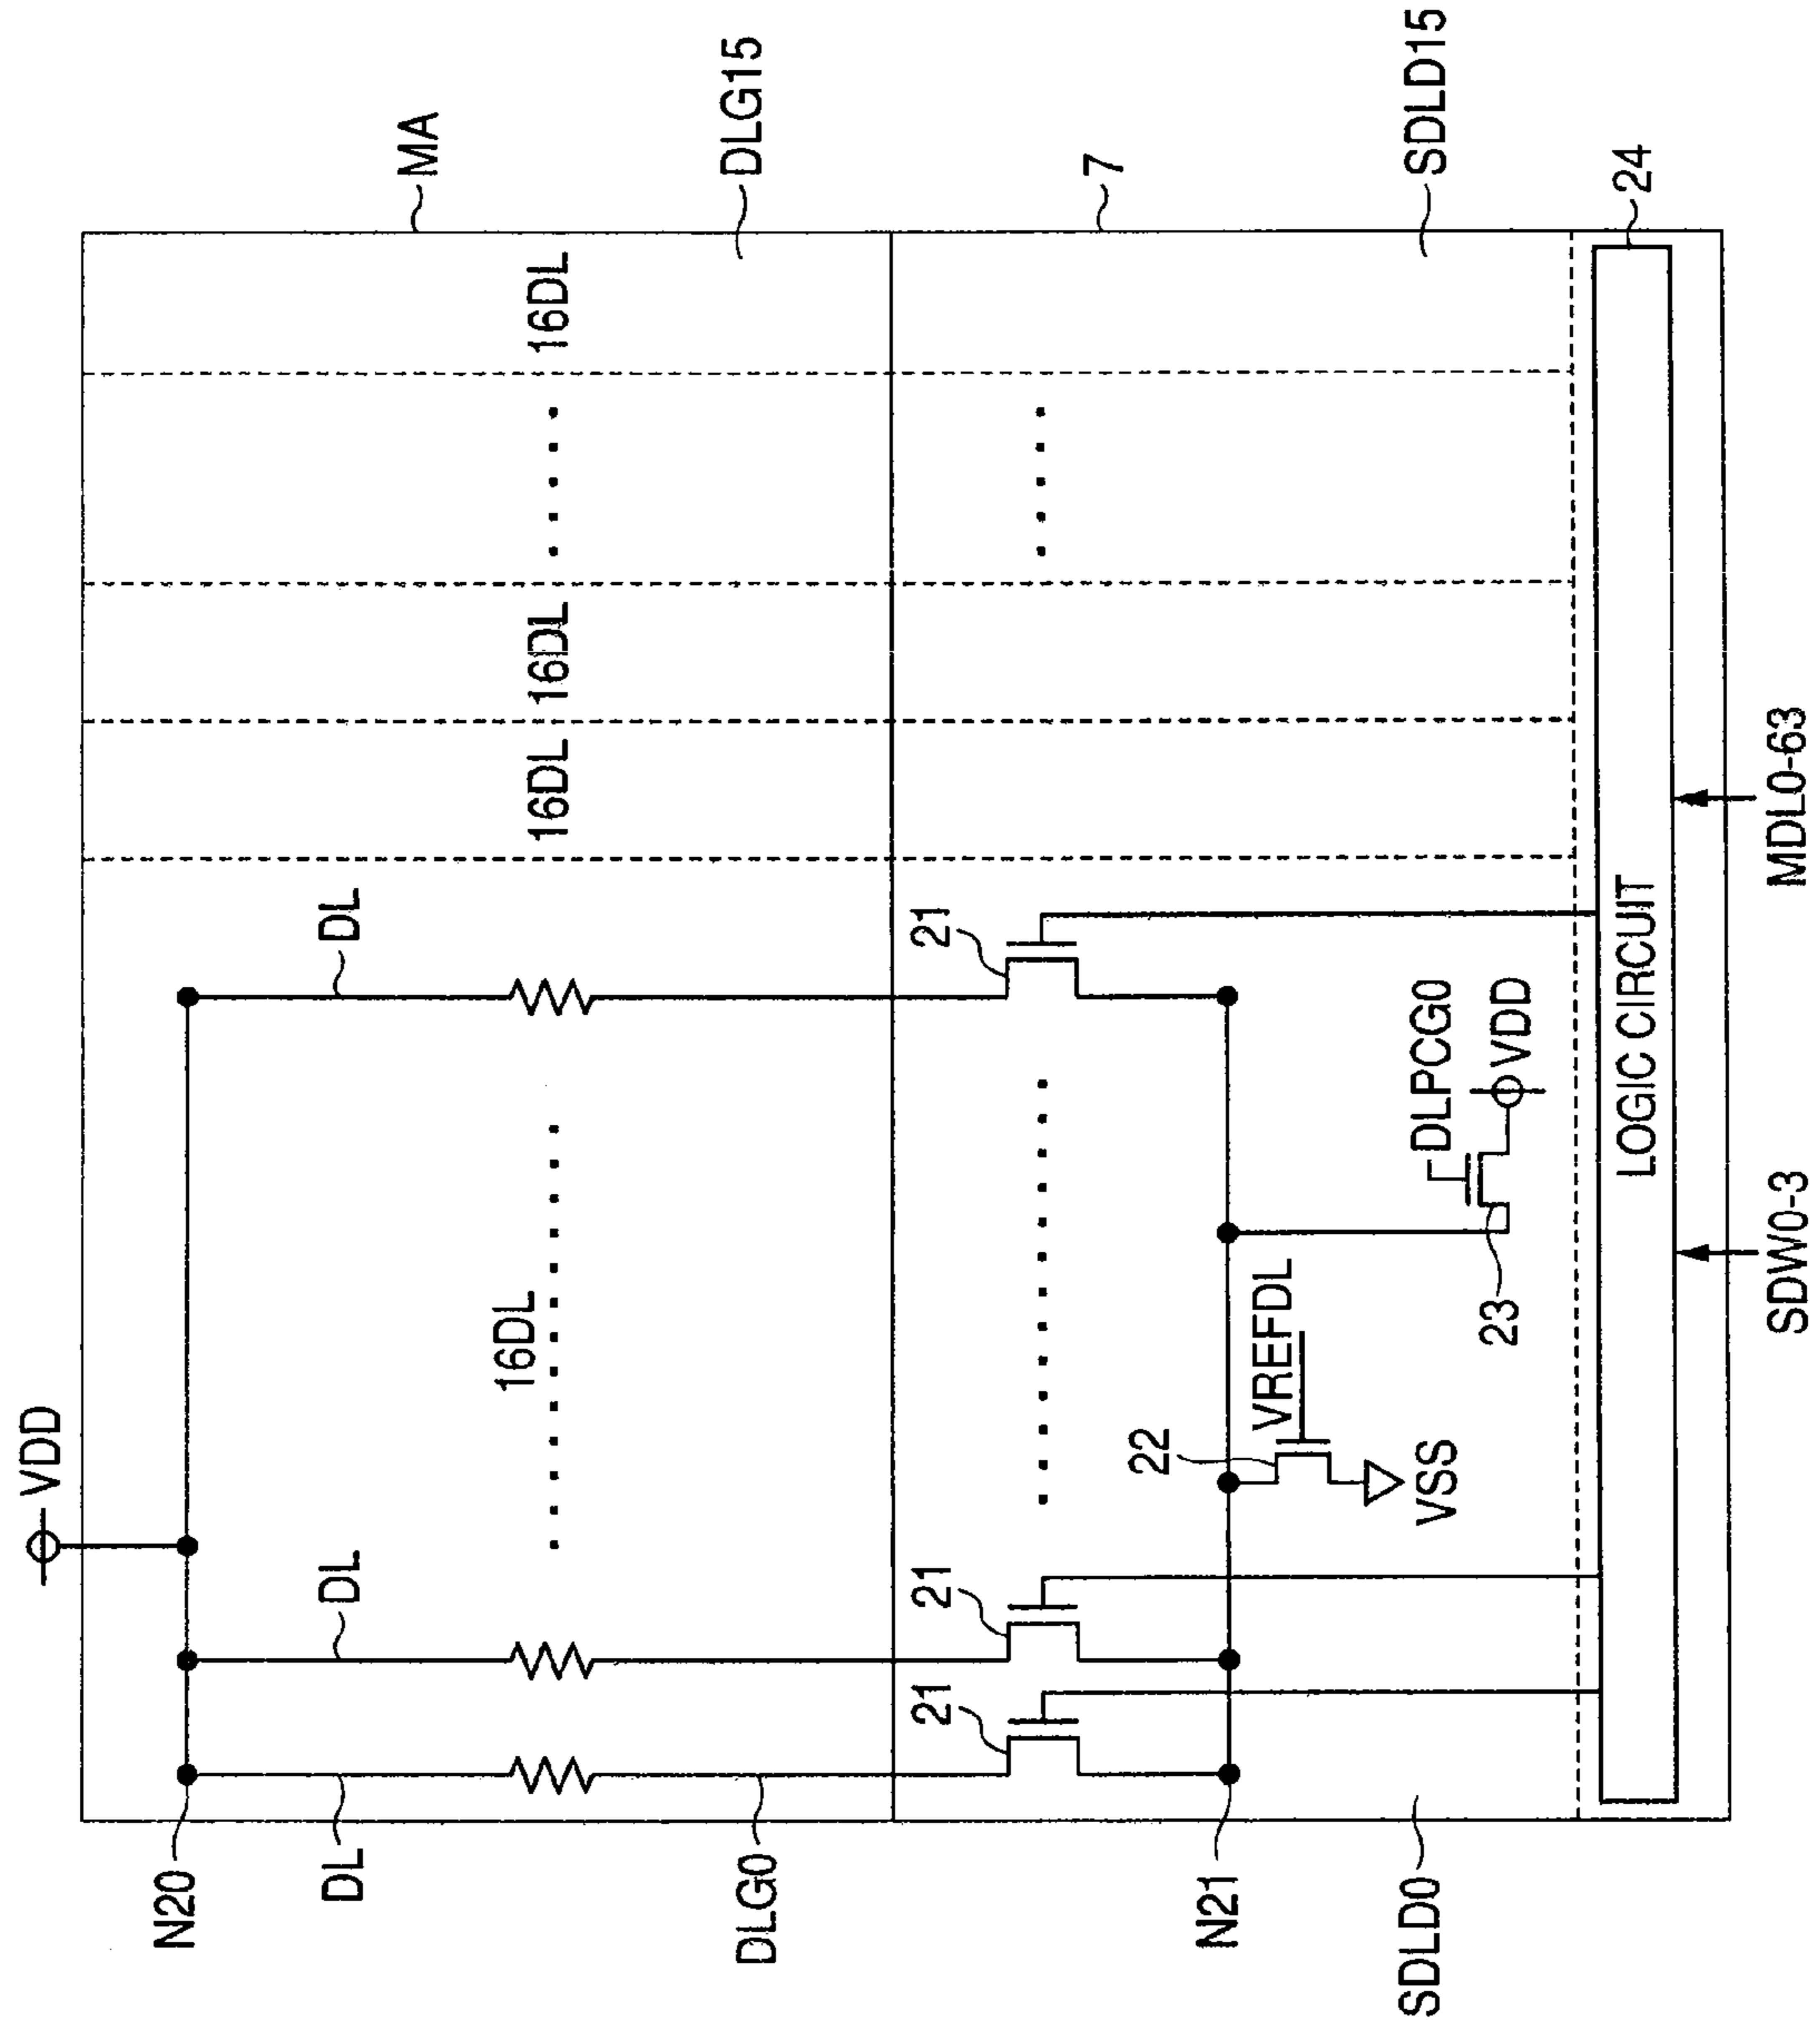 VDD
N20
DL
DL
DL
MA
16DL
16DL
16DL
16DL
DLG0
DLG15
21
21
21
7
N21
22
VREFDL
VSS
DLPCG0
23
VDD
SDLD0
SDLD15
LOGIC CIRCUIT
24
SDW0-3
MDL0-63